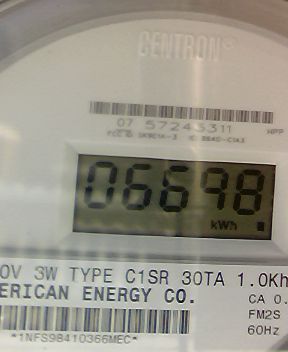 CENTRON®
07 57243311
HPP
06698
kWh
0V 3W TYPE C1SR 30TA 1.0Kh
ERICAN ENERGY CO.
CA 0.
FM2S
60Hz
*1NFS98410366MEC*